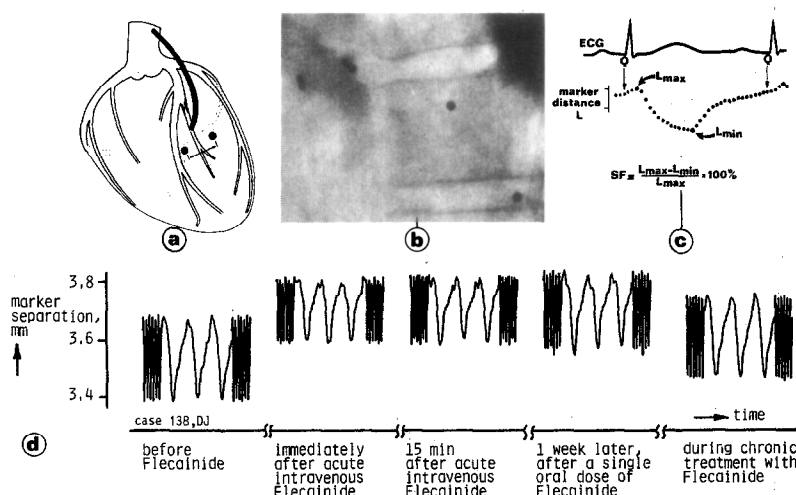 a
b
ECG
Q
Q
Lmax
marker
distance
L
Lmin
SF = Lmax-Lmin / Lmax ×100%
c
d
marker
separation,
mm
3,8
3,6
3,4
case 138,DJ
time
before
Flecainide
immediately
after acute
intravenous
Flecainide
15 min
after acute
intravenous
Flecainide
1 week later,
after a single
oral dose of
Flecainide
during chronic
treatment with
Flecainide